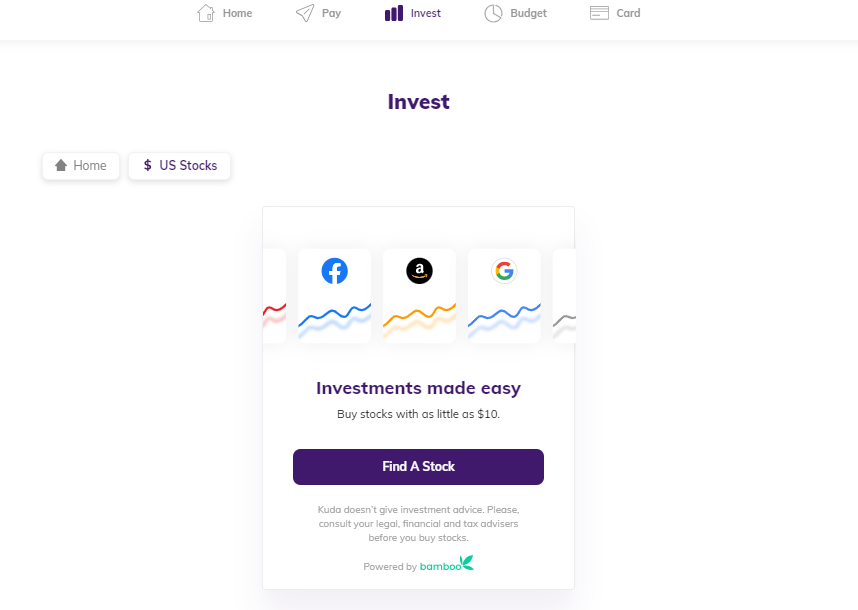 Home Pay Invest Budget Card
Invest
Home $ US Stocks
a
G
Investments made easy
Buy stocks with as little as $10.
Find A Stock
Kuda doesn't give investment advice. Please,
consult your legal, financial and tax advisers
before you buy stocks.
Powered by bamboo